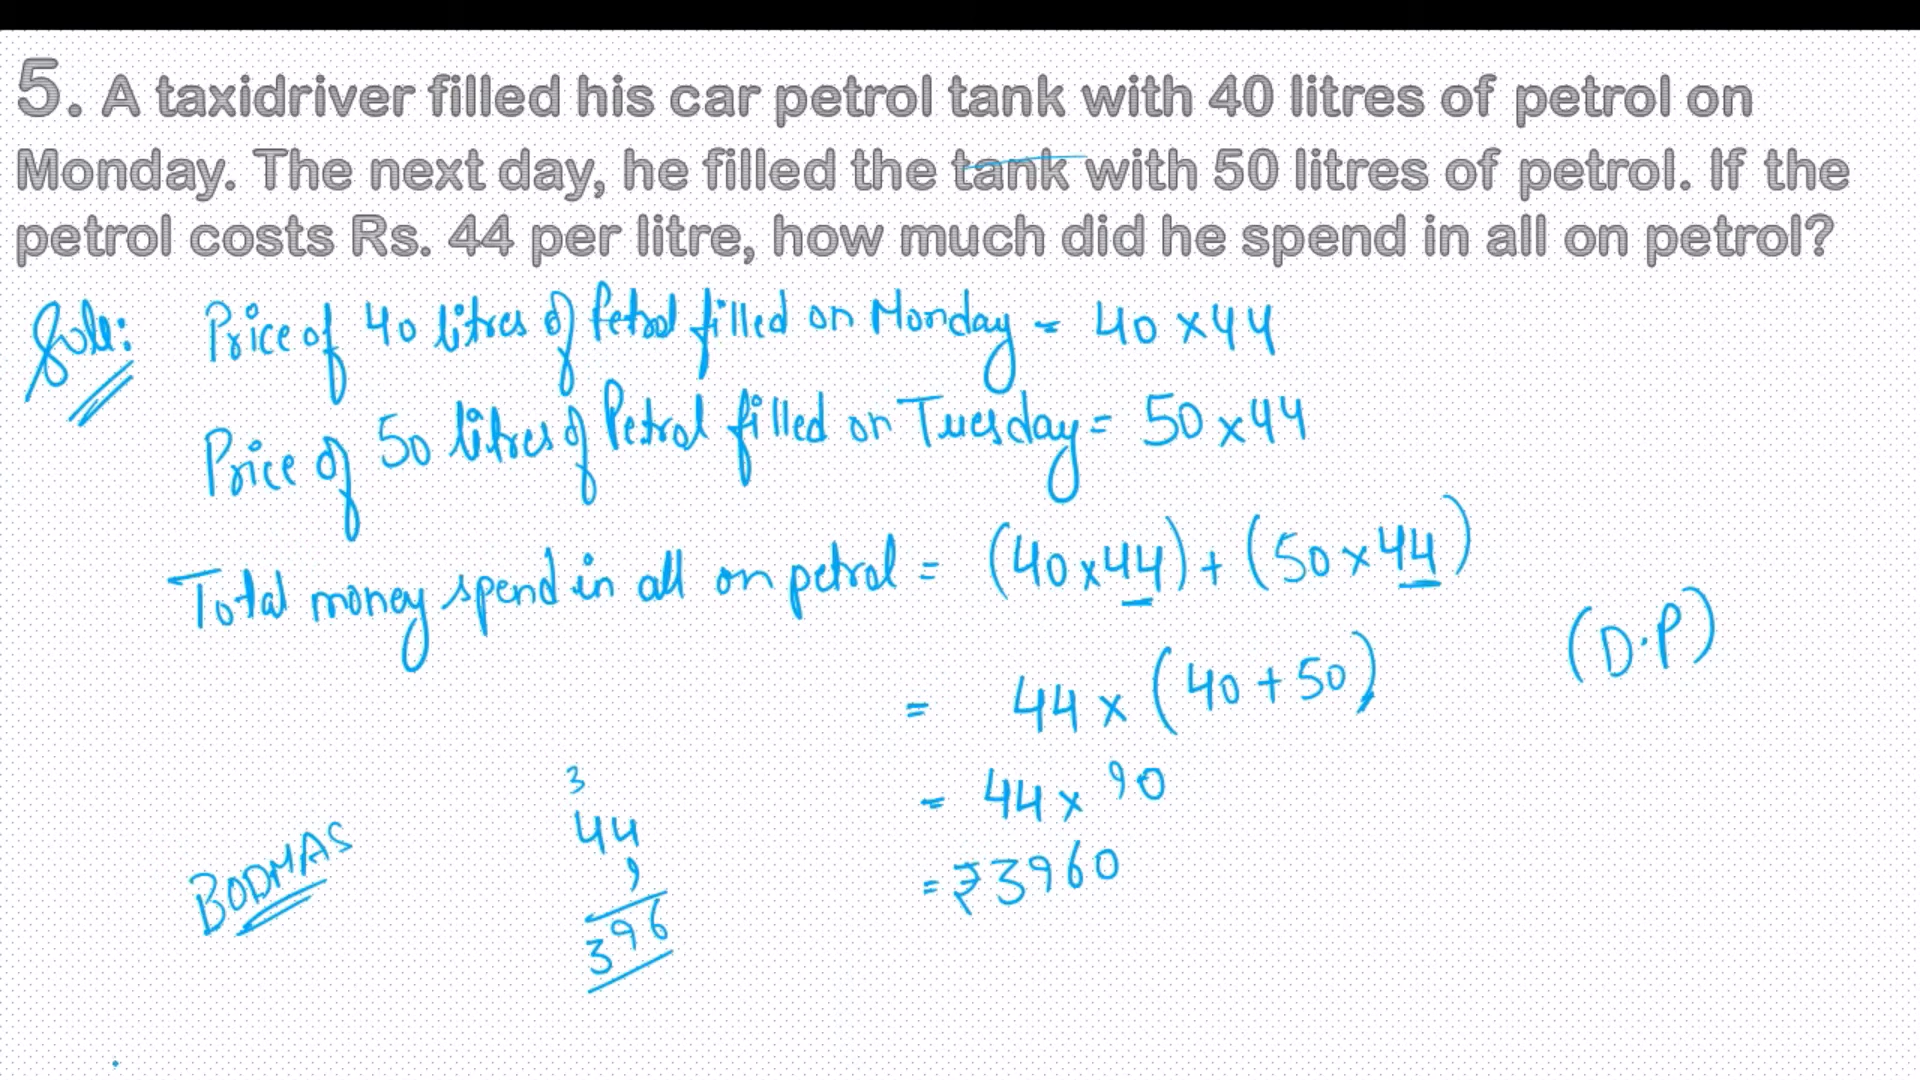 5. A taxidriver filled his car petrol tank with 40 litres of petrol on
Monday. The next day, he filled the tank with 50 litres of petrol. If the
petrol costs Rs. 44 per litre, how much did he spend in all on petrol?
Soln: Price of 40 litres of Petrol filled on Monday = 40 × 44
Price of 50 litres of Petrol filled on Tuesday = 50 × 44
Total money spend in all on petrol = (40 × 44) + (50 × 44)
(D.P)
= 44 × (40 + 50)
= 44 × 90
= ₹3960
3
44
9
396
BODMAS